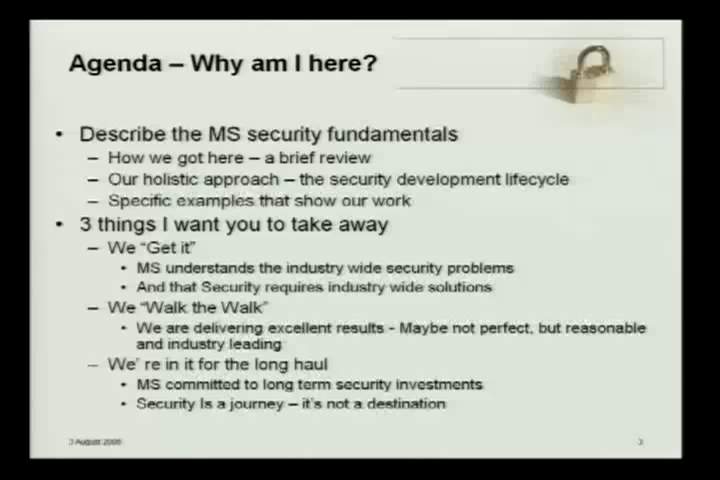 Agenda – Why am I here?
• Describe the MS security fundamentals
– How we got here – a brief review
– Our holistic approach – the security development lifecycle
– Specific examples that show our work
• 3 things I want you to take away
– We “Get it”
• MS understands the industry wide security problems
• And that Security requires industry wide solutions
– We “Walk the Walk”
• We are delivering excellent results - Maybe not perfect, but reasonable
and industry leading
– We’ re in it for the long haul
• MS committed to long term security investments
• Security Is a journey – it’s not a destination
3 August 2006
3